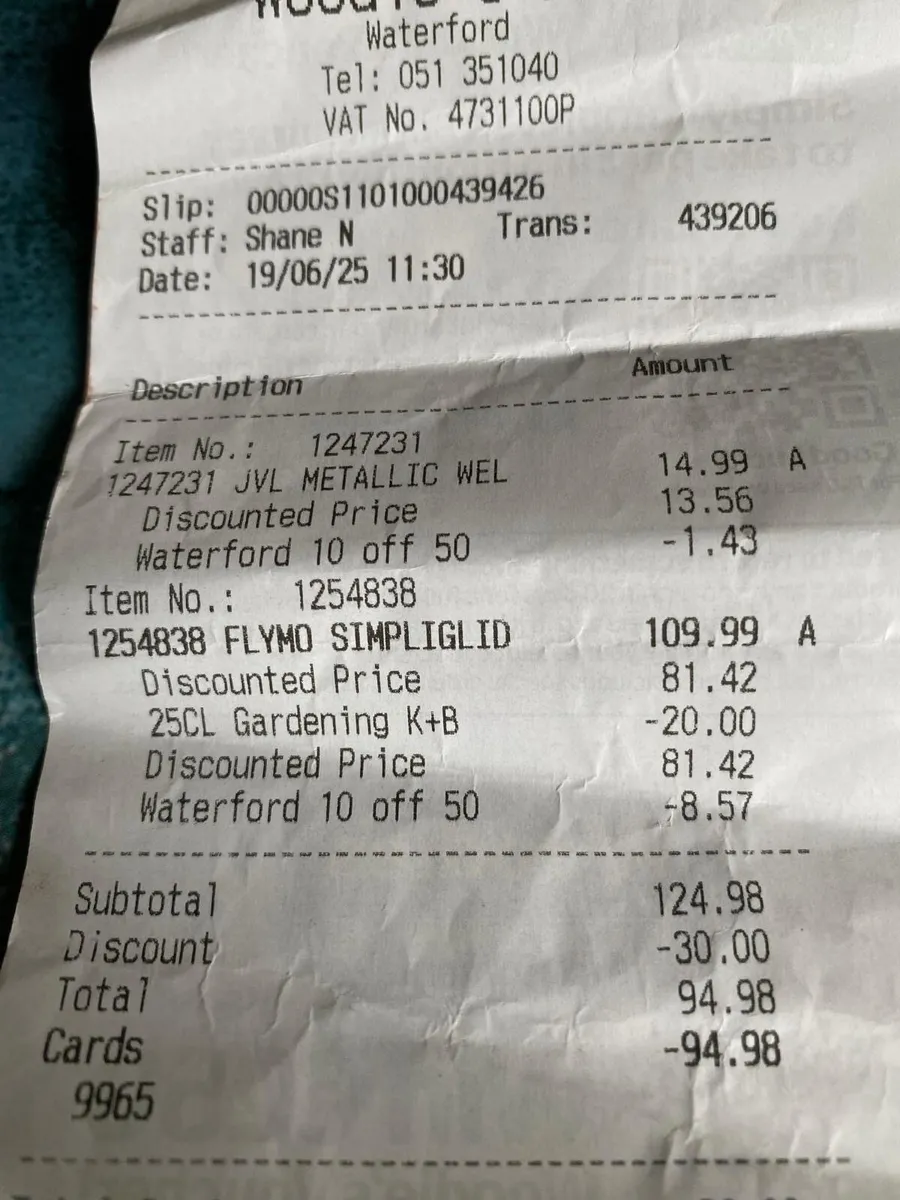 Waterford
Tel: 051 351040
VAT No. 4731100P
Slip: 00000S1101000439426
Staff: Shane N Trans: 439206
Date: 19/06/25 11:30
Description Amount
Item No.: 1247231
1247231 JVL METALLIC WEL 14.99 A
Discounted Price 13.56
Waterford 10 off 50 -1.43
Item No.: 1254838
1254838 FLYMO SIMPLIGLID 109.99 A
Discounted Price 81.42
25CL Gardening K+B -20.00
Discounted Price 81.42
Waterford 10 off 50 -8.57
Subtotal 124.98
Discount -30.00
Total 94.98
Cards -94.98
9965